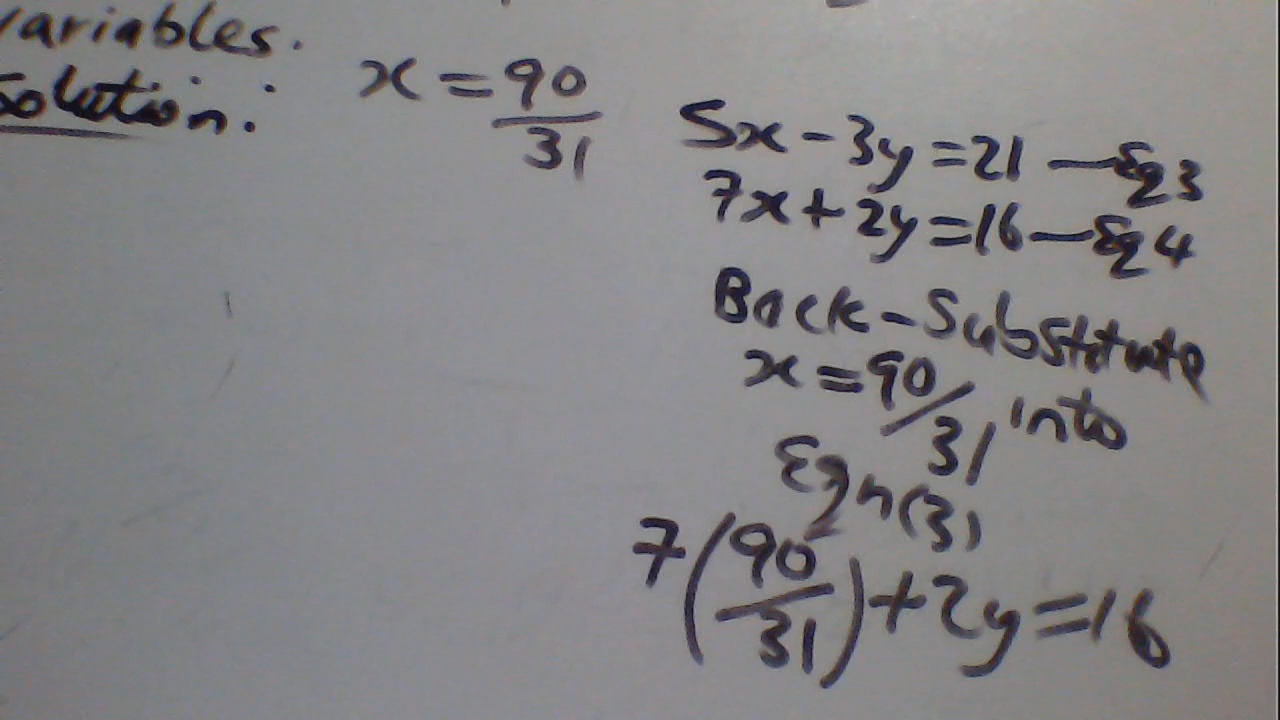 variables.
Solution:
x = 90/31
5x - 3y = 21 — Eq 3
7x + 2y = 16 — Eq 4
Back - Substitute
x = 90/31 into
Eqn (3)
7(90/31) + 2y = 16